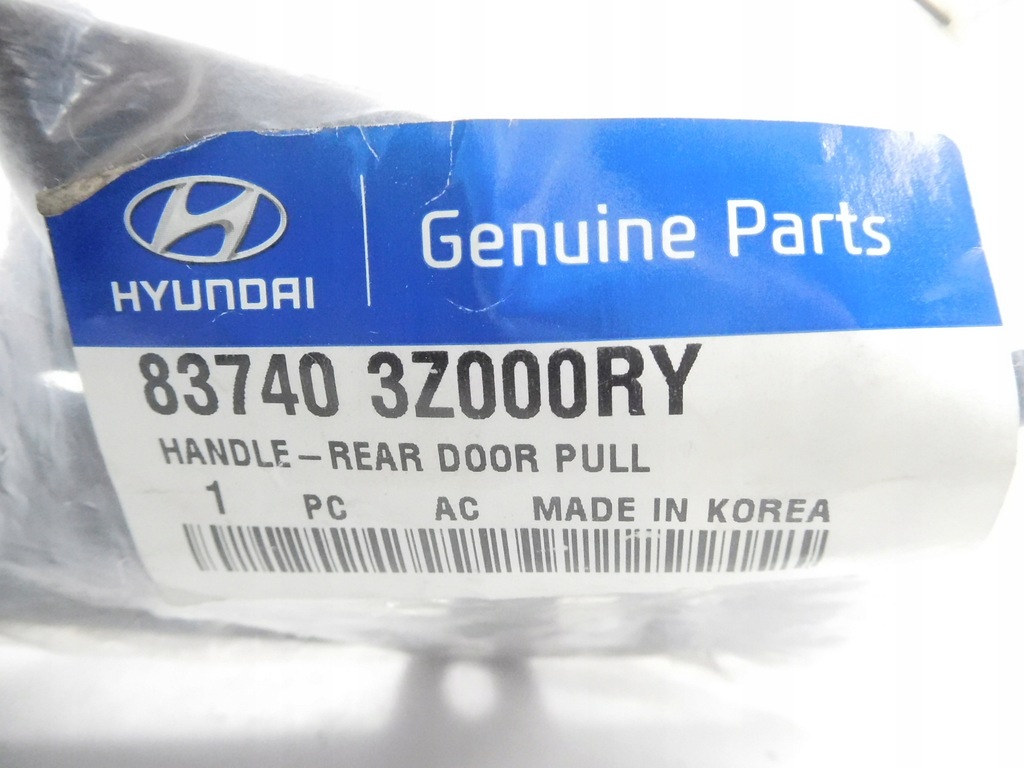 HYUNDAI
Genuine Parts
83740 3Z000RY
HANDLE-REAR DOOR PULL
1 PC AC MADE IN KOREA